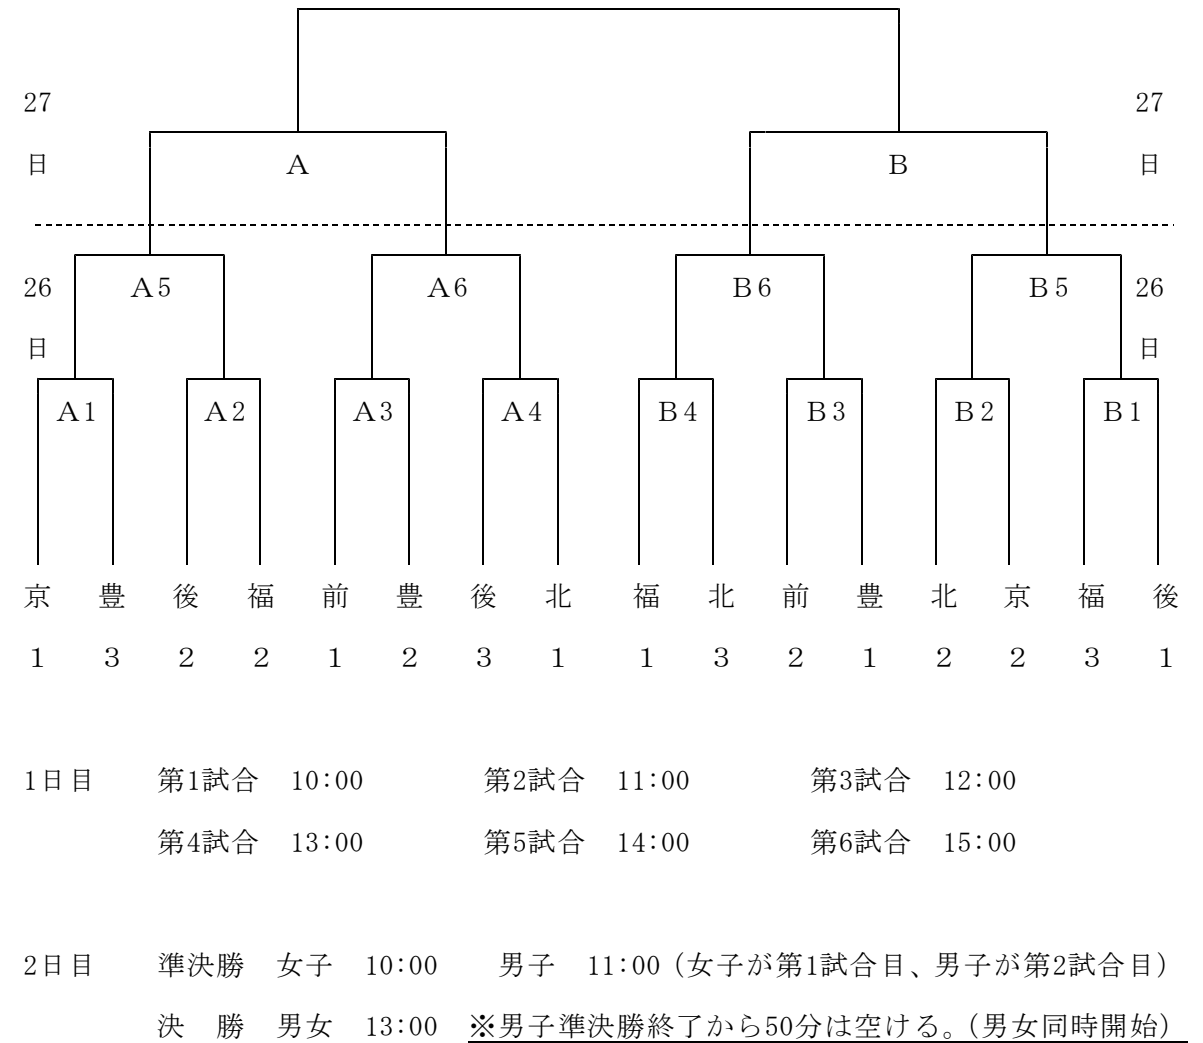 27 27
日 A B 日
26 A5 A6 B6 B5 26
日 日
A1 A2 A3 A4 B4 B3 B2 B1
京 豊 後 福 前 豊 後 北 福 北 前 豊 北 京 福 後
1 3 2 2 1 2 3 1 1 3 2 1 2 2 3 1
1日目 第1試合 10:00 第2試合 11:00 第3試合 12:00
第4試合 13:00 第5試合 14:00 第6試合 15:00
2日目 準決勝 女子 10:00 男子 11:00（女子が第1試合目、男子が第2試合目）
決 勝 男女 13:00 ※男子準決勝終了から50分は空ける。（男女同時開始）